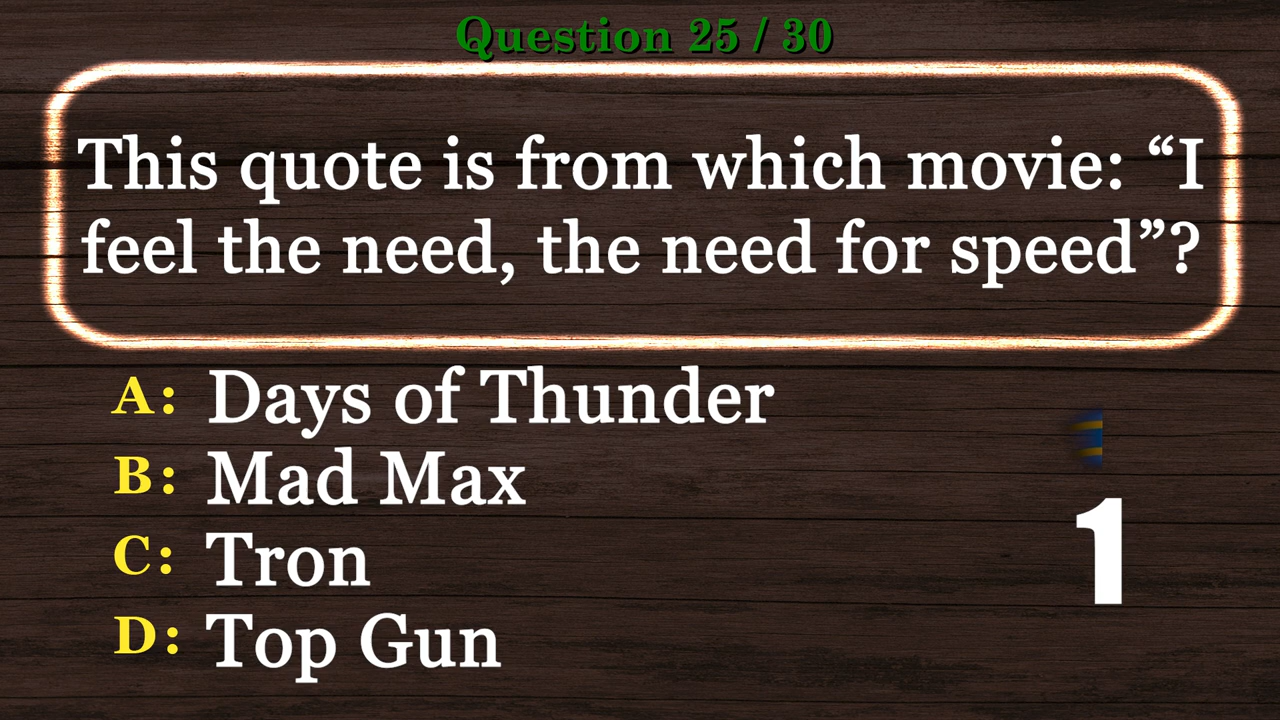 Question 25 / 30
This quote is from which movie: “I
feel the need, the need for speed”?
A: Days of Thunder
B: Mad Max
C: Tron
D: Top Gun
1